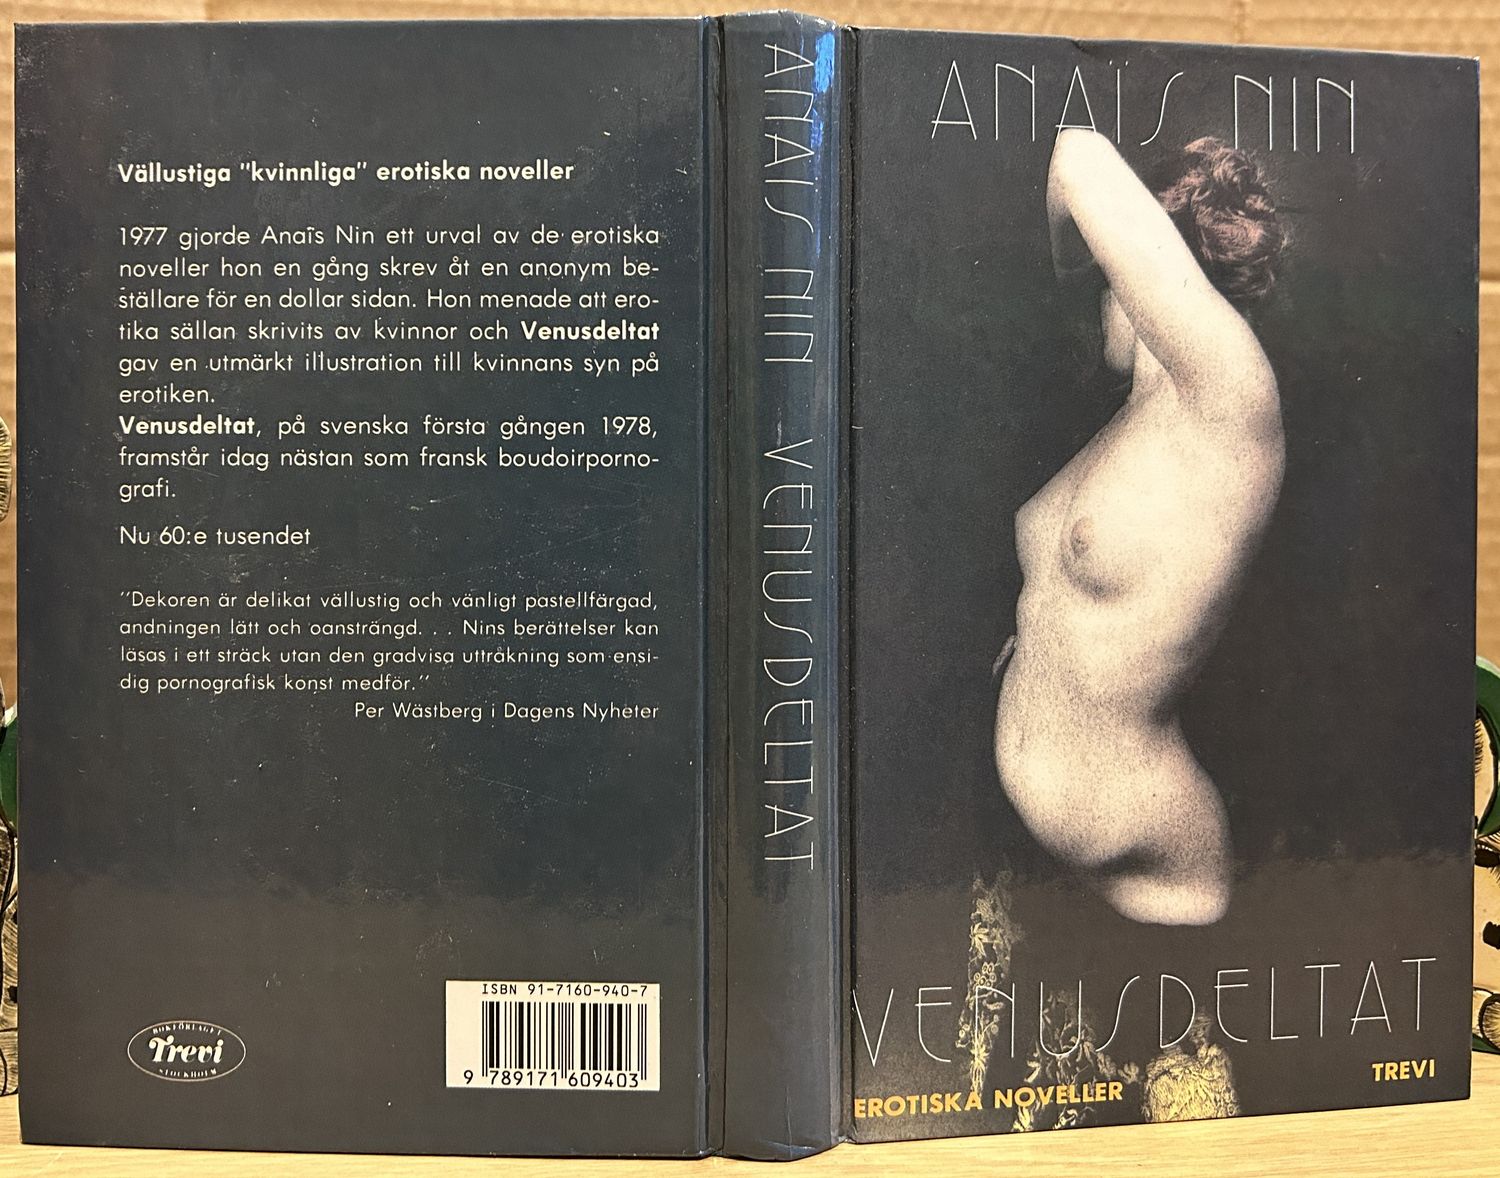 Vällustiga "kvinnliga" erotiska noveller
1977 gjorde Anaïs Nin ett urval av de erotiska
noveller hon en gång skrev åt en anonym be-
ställare för en dollar sidan. Hon menade att ero-
tika sällan skrivits av kvinnor och Venusdeltat
gav en utmärkt illustration till kvinnans syn på
erotiken.
Venusdeltat, på svenska första gången 1978,
framstår idag nästan som fransk boudoirporno-
grafi.
Nu 60:e tusendet
"Dekoren är delikat vällustig och vänligt pastellfärgad,
andningen lätt och oansträngd. . . Nins berättelser kan
läsas i ett sträck utan den gradvisa uttråkning som ensi-
dig pornografisk konst medför."
Per Wästberg i Dagens Nyheter
BOKFÖRLAGET
Trevi
STOCKHOLM
ISBN 91-7160-940-7
9 789171 609403
ANAÏS NIN VENUSDELTAT
ANAÏS NIN
VENUSDELTAT
TREVI
EROTISKA NOVELLER